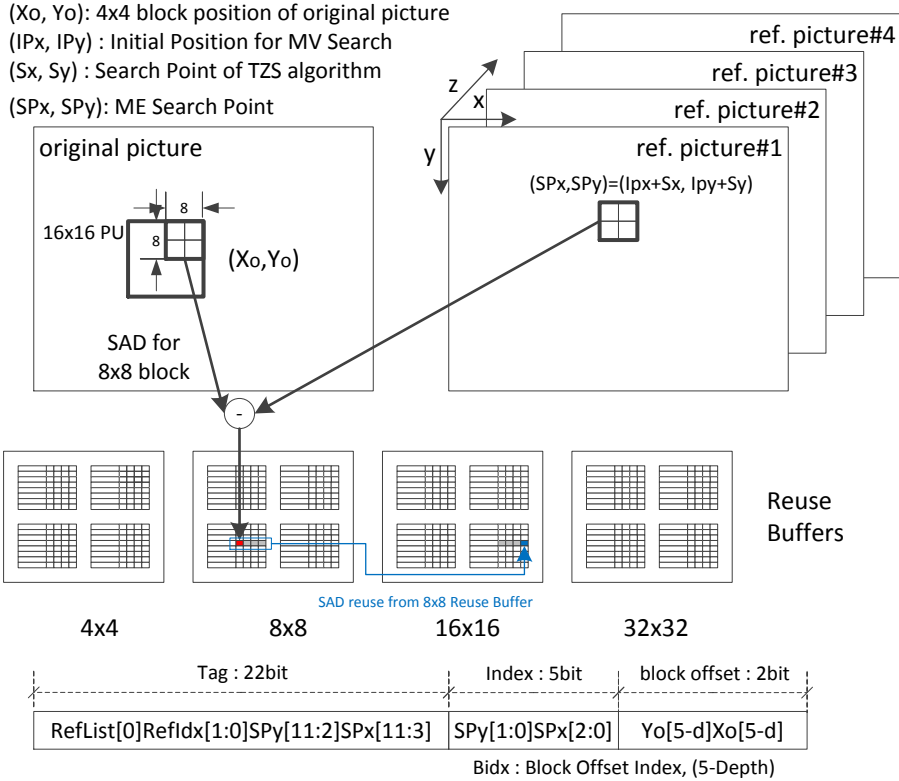 (Xo, Yo): 4x4 block position of original picture
(IPx, IPy) : Initial Position for MV Search
(Sx, Sy) : Search Point of TZS algorithm
(SPx, SPy): ME Search Point
ref. picture#4
ref. picture#3
ref. picture#2
ref. picture#1
z
x
y
original picture
(SPx,SPy)=(Ipx+Sx, Ipy+Sy)
8
16x16 PU
8
(Xo,Yo)
SAD for
8x8 block
-
Reuse
Buffers
SAD reuse from 8x8 Reuse Buffer
4x4
8x8
16x16
32x32
Tag : 22bit
Index : 5bit
block offset : 2bit
RefList[0]RefIdx[1:0]SPy[11:2]SPx[11:3]
SPy[1:0]SPx[2:0]
Yo[5-d]Xo[5-d]
Bidx : Block Offset Index, (5-Depth)